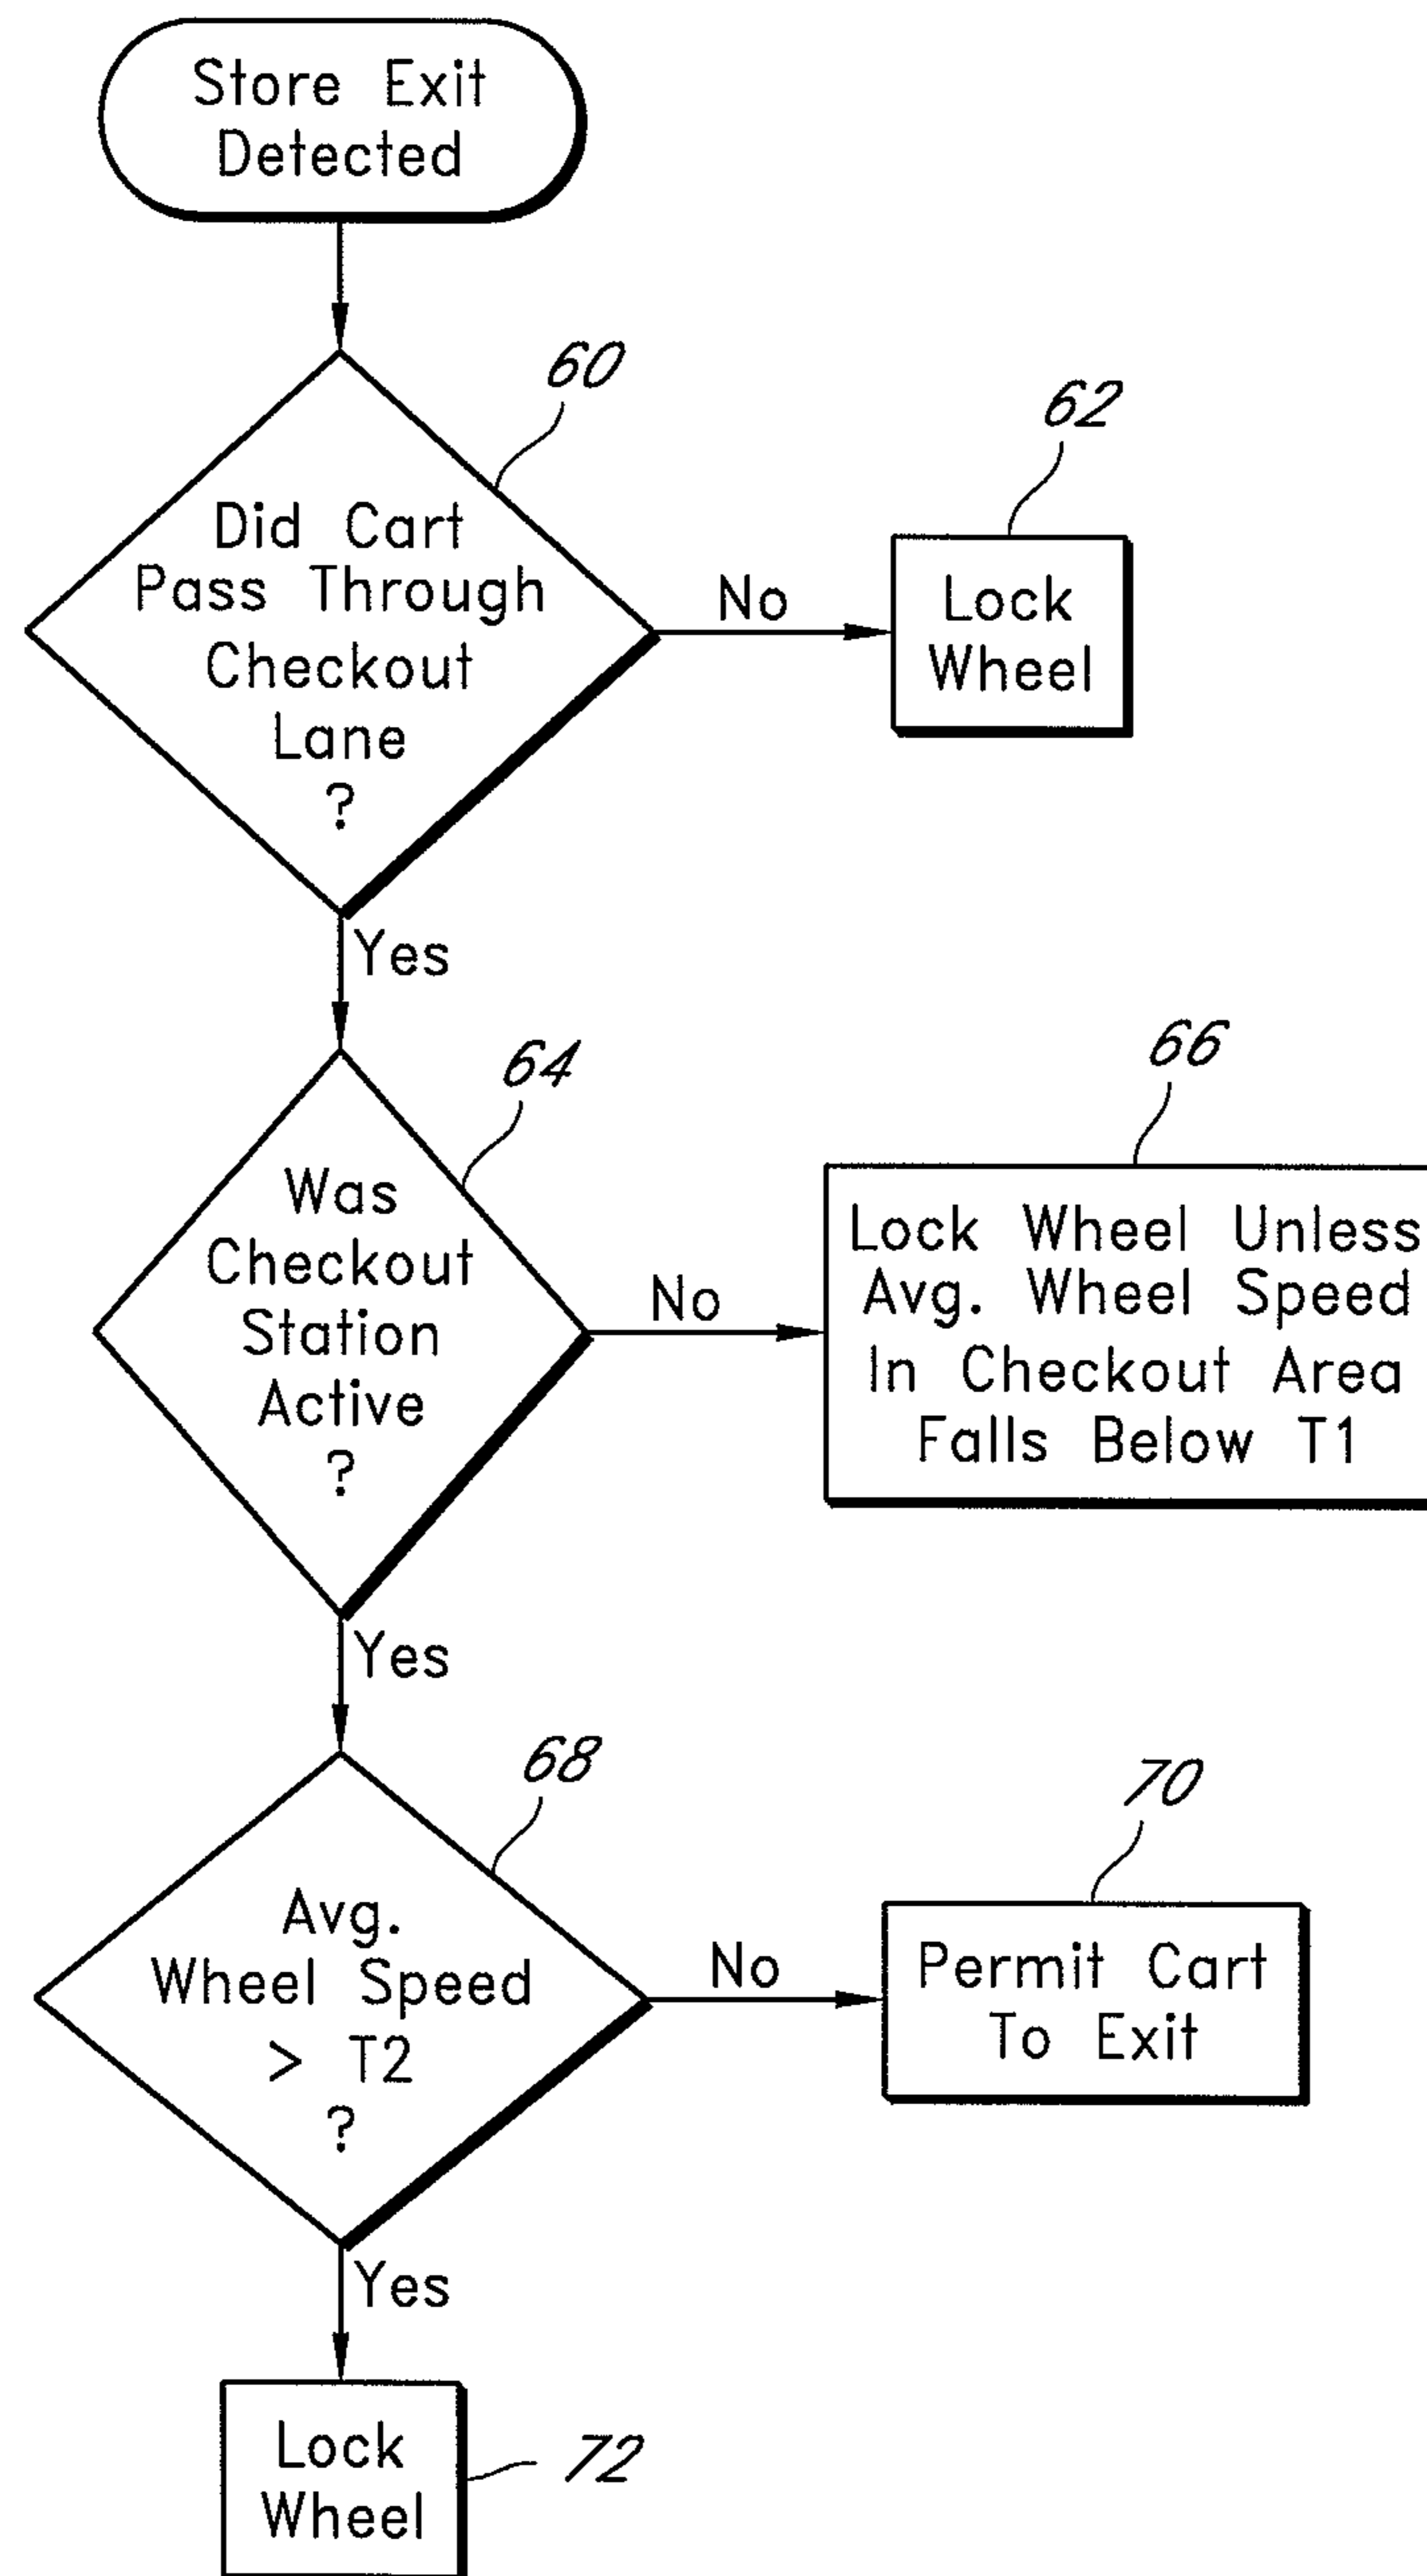 Store Exit
Detected
60
Did Cart
Pass Through
Checkout
Lane
?
No
62
Lock
Wheel
Yes
64
Was
Checkout
Station
Active
?
No
66
Lock Wheel Unless
Avg. Wheel Speed
In Checkout Area
Falls Below T1
Yes
68
Avg.
Wheel Speed
> T2
?
No
70
Permit Cart
To Exit
Yes
Lock
Wheel
72